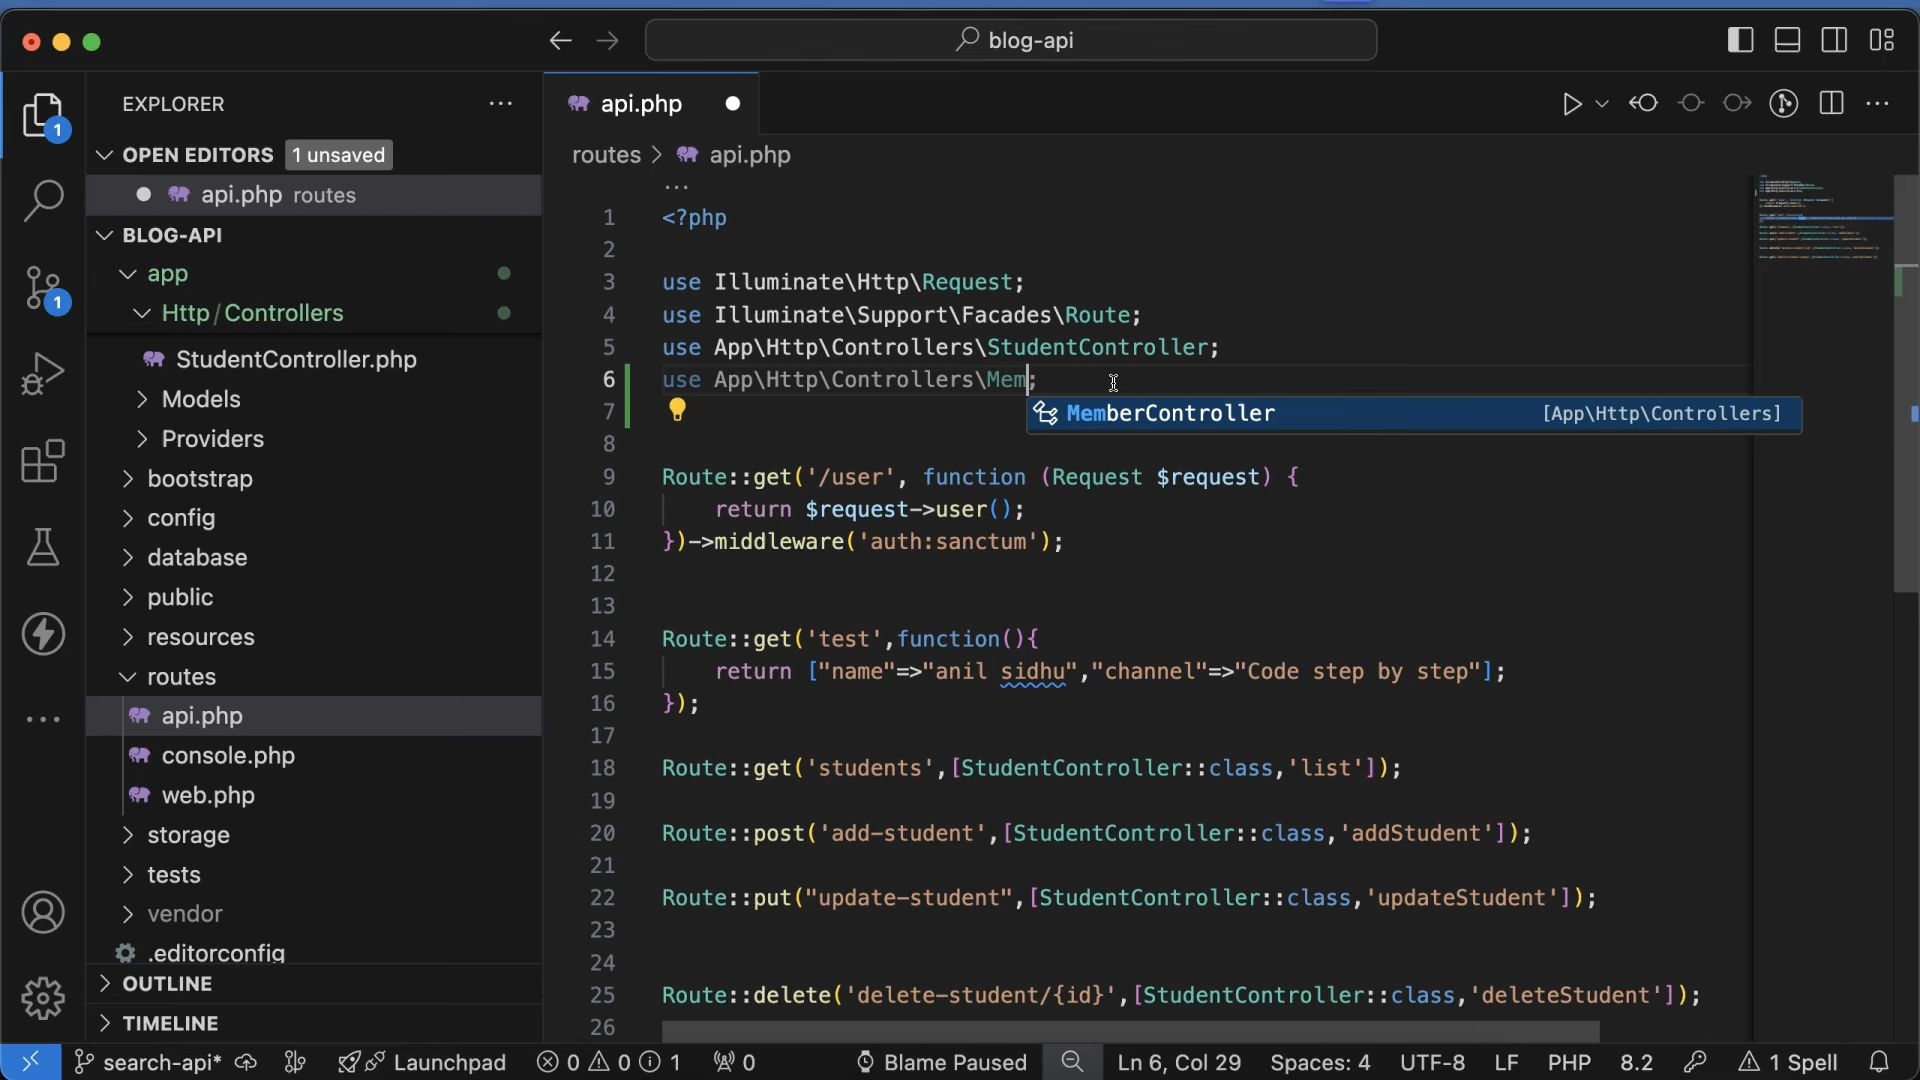 blog-api
EXPLORER
api.php
OPEN EDITORS 1 unsaved
api.php routes
BLOG-API
app
Http/Controllers
StudentController.php
Models
Providers
bootstrap
config
database
public
resources
routes
api.php
console.php
web.php
storage
tests
vendor
.editorconfig
OUTLINE
TIMELINE
1
1
routes > api.php
...
1 <?php
2
3 use Illuminate\Http\Request;
4 use Illuminate\Support\Facades\Route;
5 use App\Http\Controllers\StudentController;
6 use App\Http\Controllers\Mem;
7
MemberController [App\Http\Controllers]
8
9 Route::get('/user', function (Request $request) {
10 return $request->user();
11 })->middleware('auth:sanctum');
12
13
14 Route::get('test',function(){
15 return ["name"=>"anil sidhu","channel"=>"Code step by step"];
16 });
17
18 Route::get('students',[StudentController::class,'list']);
19
20 Route::post('add-student',[StudentController::class,'addStudent']);
21
22 Route::put("update-student",[StudentController::class,'updateStudent']);
23
24
25 Route::delete('delete-student/{id}',[StudentController::class,'deleteStudent']);
26
search-api* Launchpad 0 0 1 0 Blame Paused Ln 6, Col 29 Spaces: 4 UTF-8 LF PHP 8.2 1 Spell